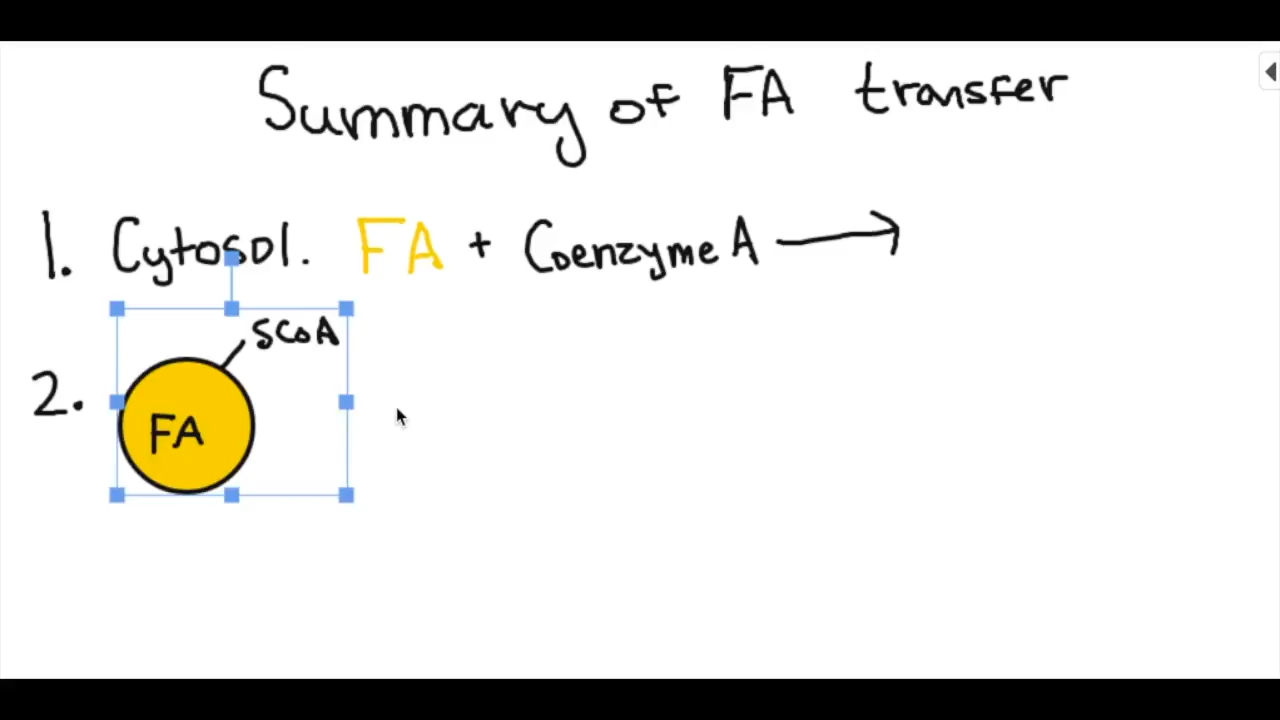 Summary of FA transfer
1. Cytosol. FA + Coenzyme A →
SCoA
2.
FA